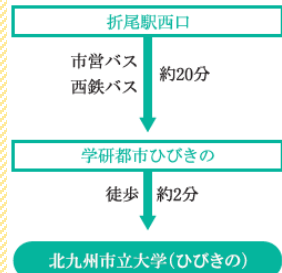 折尾駅西口
市営バス
西鉄バス
約20分
学研都市ひびきの
徒歩 約2分
北九州市立大学(ひびきの)